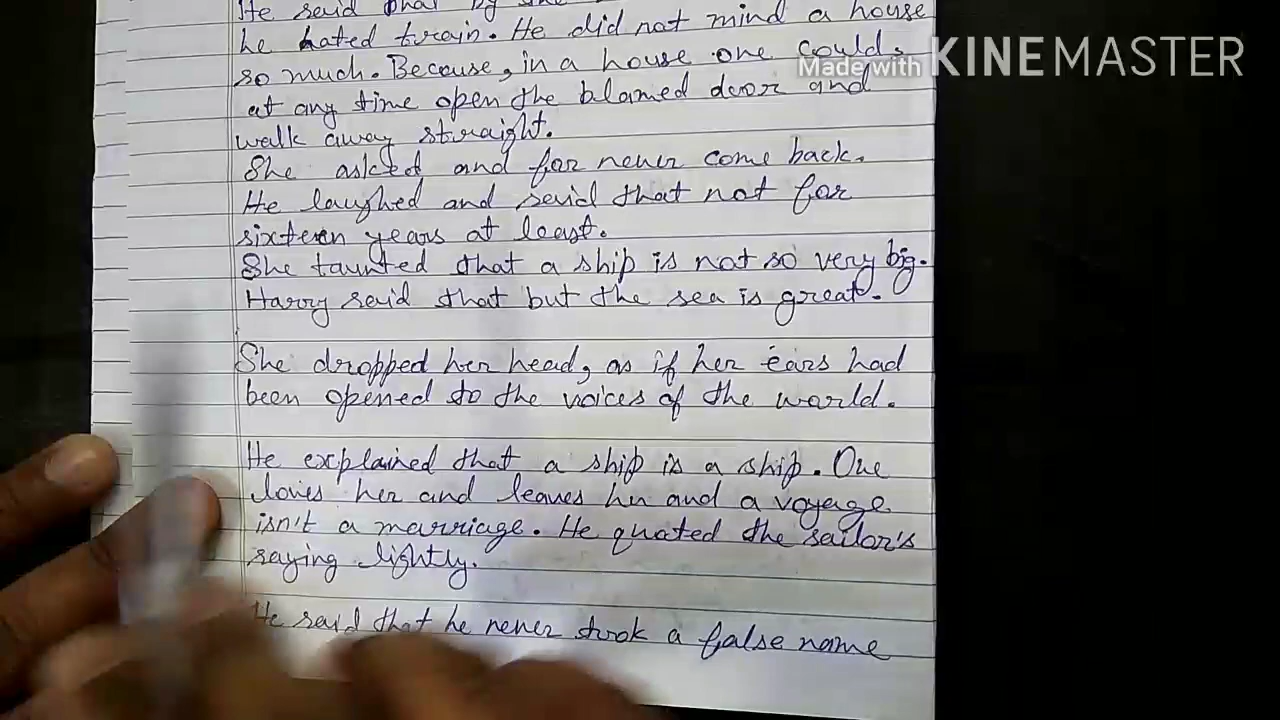 He said that by the
he hated train. He did not mind a house
so much. Because, in a house one could,
Made with KINEMASTER
at any time open the blamed door and
walk away straight.
She asked and for never come back.
He laughed and said that not for
sixteen years at least.
She taunted that a ship is not so very big.
Harry said that but the sea is great.
She dropped her head, as if her ears had
been opened to the voices of the world.
He explained that a ship is a ship. One
loves her and leaves her and a voyage
isn't a marriage. He quated the sailor's
saying lightly.
He said that he never took a false name